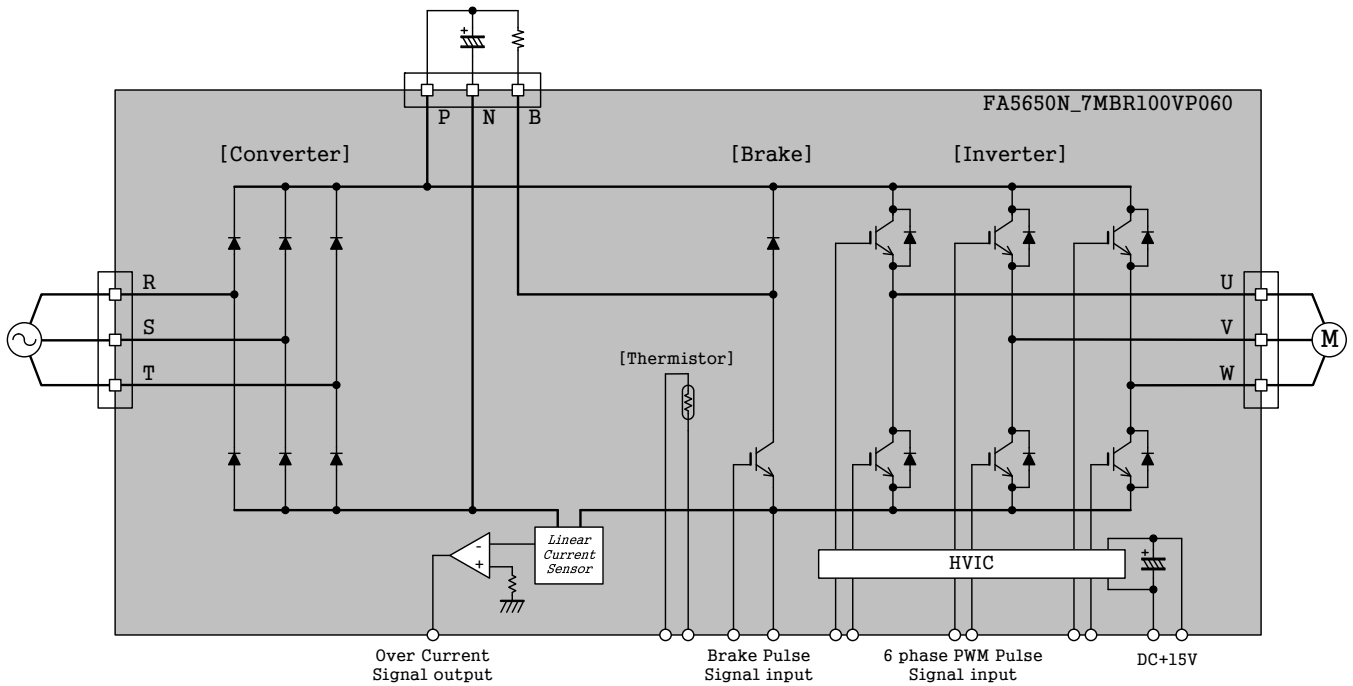 +
P
N
B
FA5650N_7MBR100VP060
[Converter]
[Brake]
[Inverter]
R
S
T
U
V
W
M
[Thermistor]
Linear
Current
Sensor
-
+
HVIC
+
Over Current
Signal output
Brake Pulse
Signal input
6 phase PWM Pulse
Signal input
DC+15V